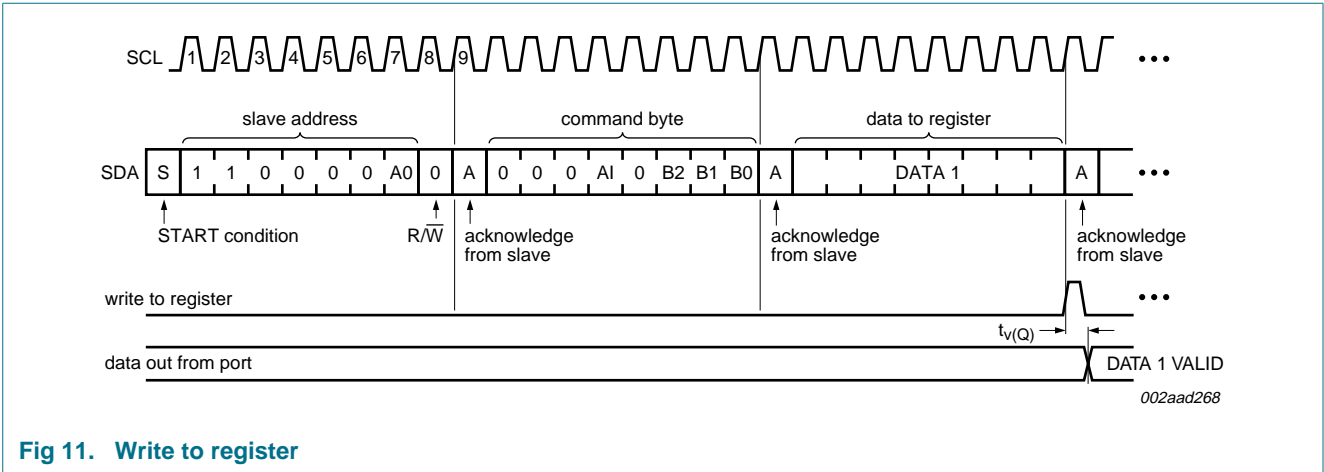 SCL 1 2 3 4 5 6 7 8 9 •••
slave address command byte data to register
SDA S 1 1 0 0 0 0 A0 0 A 0 0 0 AI 0 B2 B1 B0 A DATA 1 A •••
START condition R/W̅ acknowledge acknowledge acknowledge
from slave from slave from slave
write to register •••
tv(Q)
data out from port DATA 1 VALID
002aad268
Fig 11. Write to register